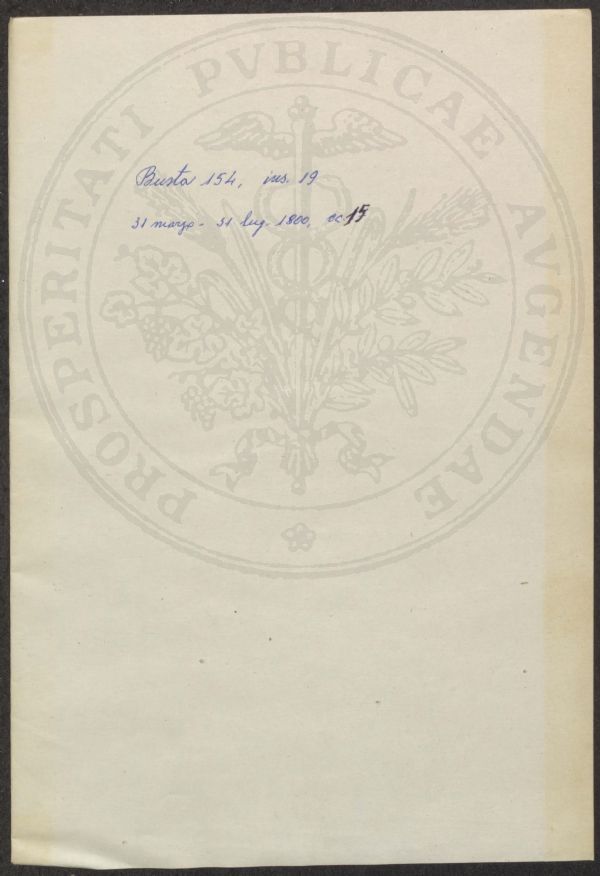 PROSPERITATI PVBLICAE AVGENDAE
Busta 154, ins. 19
31 marzo - 31 lug. 1800, cc. 15